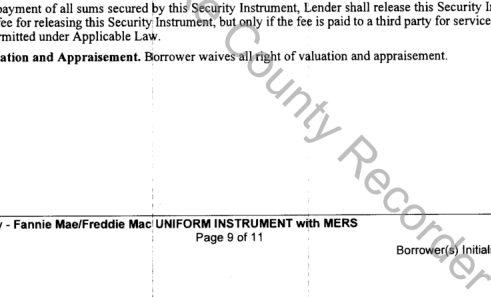 payment of all sums secured by this Security Instrument, Lender shall release this Security
fee for releasing this Security Instrument, but only if the fee is paid to a third party for service
rmitted under Applicable Law.
ation and Appraisement. Borrower waives all right of valuation and appraisement.
County Recorder
- Fannie Mae/Freddie Mac UNIFORM INSTRUMENT with MERS
Page 9 of 11
Borrower(s) Initial